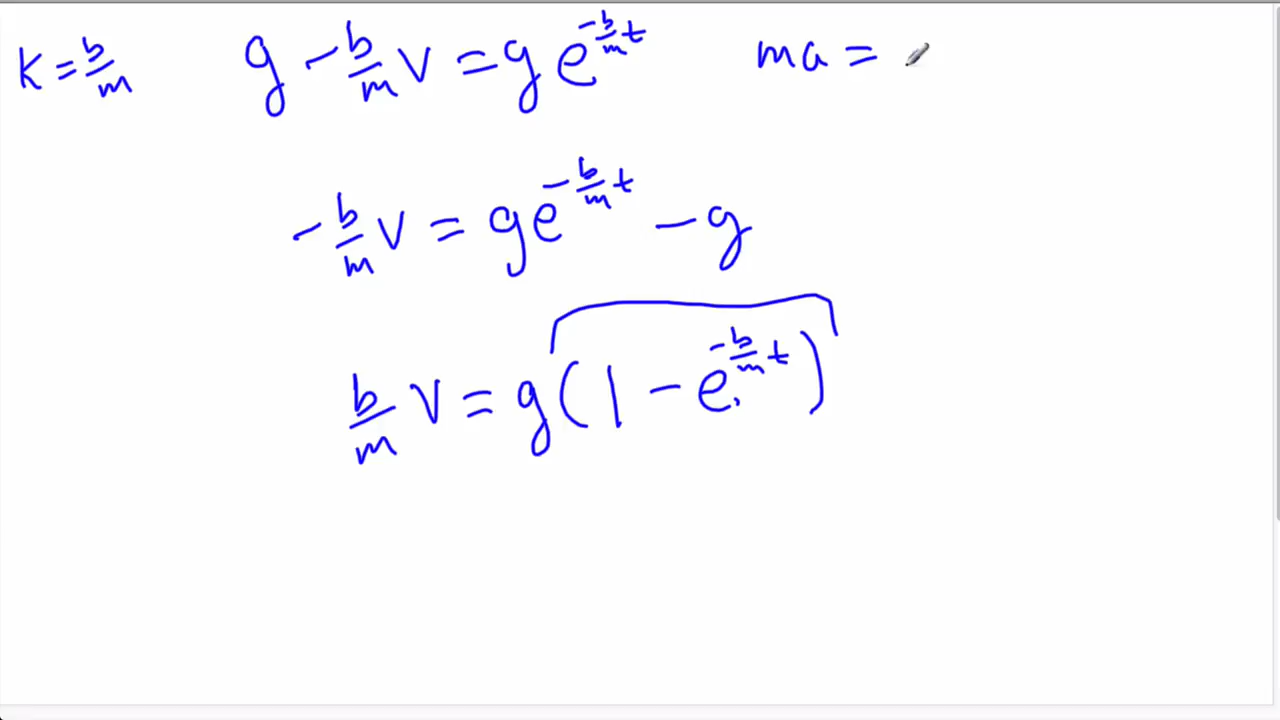 K = b/m
g - b/m v = g e^{-b/m t}
ma =
-b/m v = g e^{-b/m t} - g
b/m v = g(1 - e^{-b/m t})